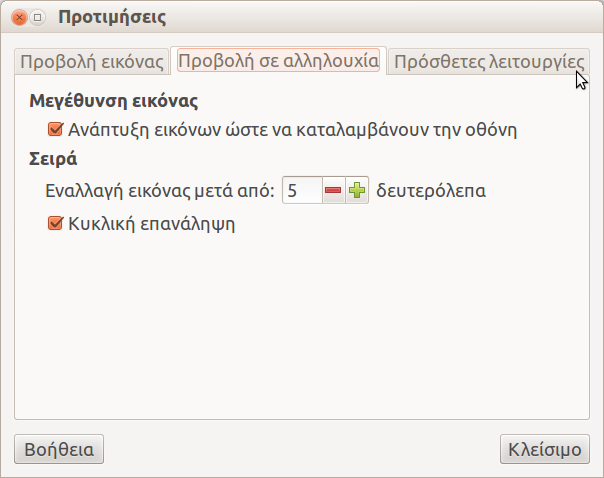 Προτιμήσεις
Προβολή εικόνας Προβολή σε αλληλουχία Πρόσθετες λειτουργίες
Μεγέθυνση εικόνας
Ανάπτυξη εικόνων ώστε να καταλαμβάνουν την οθόνη
Σειρά
Εναλλαγή εικόνας μετά από: 5 δευτερόλεπα
Κυκλική επανάληψη
Βοήθεια Κλείσιμο